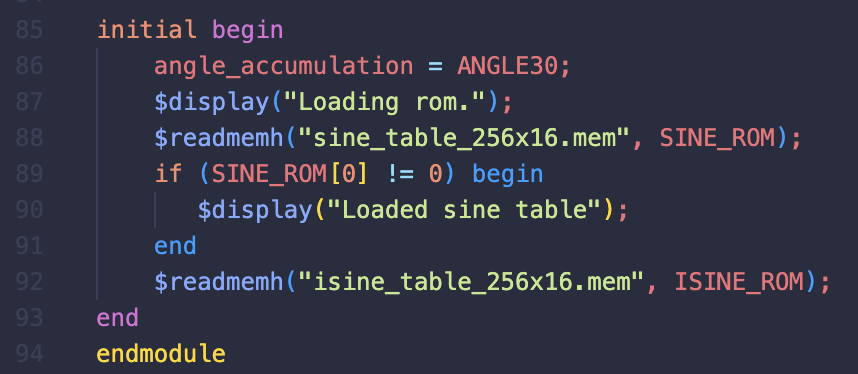 85 initial begin
86 angle_accumulation = ANGLE30;
87 $display("Loading rom.");
88 $readmemh("sine_table_256x16.mem", SINE_ROM);
89 if (SINE_ROM[0] != 0) begin
90 $display("Loaded sine table");
91 end
92 $readmemh("isine_table_256x16.mem", ISINE_ROM);
93 end
94 endmodule